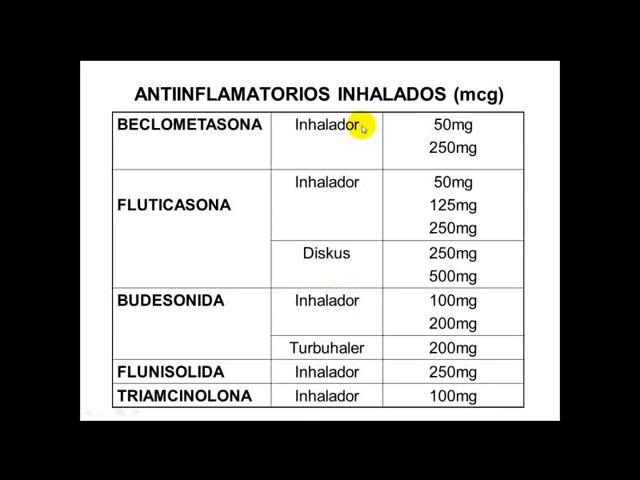 ANTIINFLAMATORIOS INHALADOS (mcg)
BECLOMETASONA Inhalador 50mg
250mg
Inhalador 50mg
FLUTICASONA 125mg
250mg
Diskus 250mg
500mg
BUDESONIDA Inhalador 100mg
200mg
Turbuhaler 200mg
FLUNISOLIDA Inhalador 250mg
TRIAMCINOLONA Inhalador 100mg